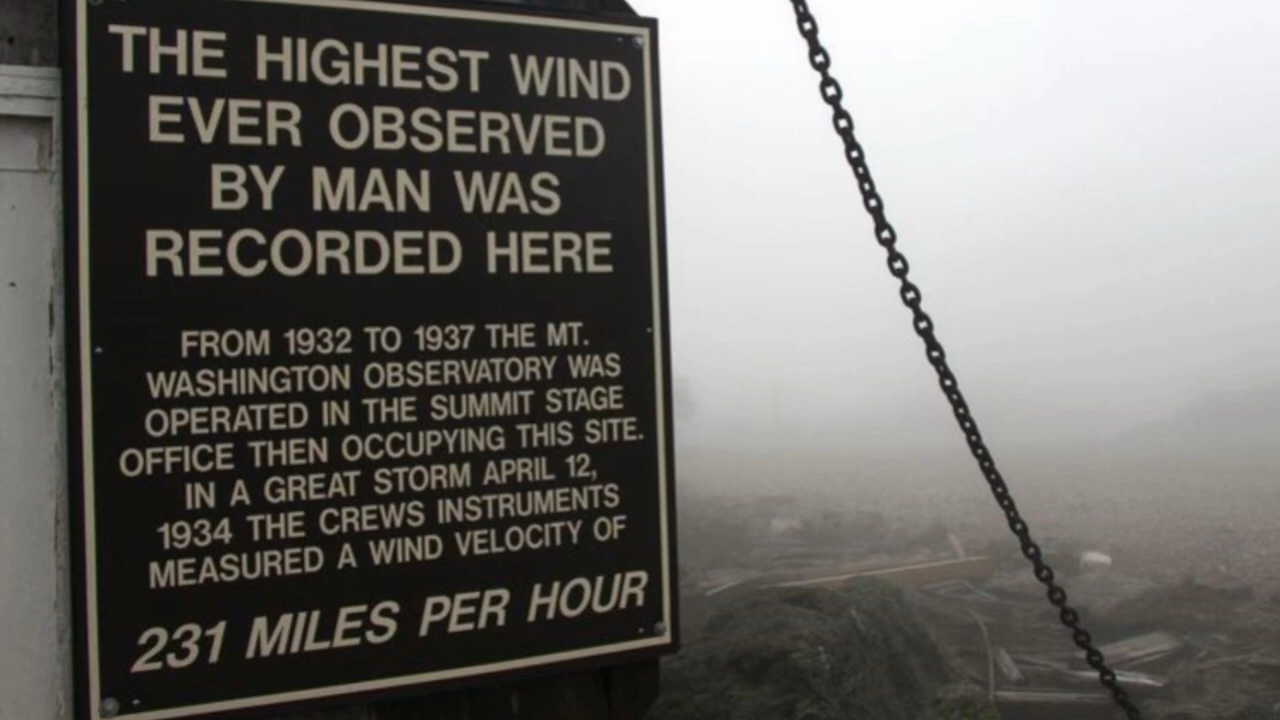 THE HIGHEST WIND
EVER OBSERVED
BY MAN WAS
RECORDED HERE
FROM 1932 TO 1937 THE MT.
WASHINGTON OBSERVATORY WAS
OPERATED IN THE SUMMIT STAGE
OFFICE THEN OCCUPYING THIS SITE.
IN A GREAT STORM APRIL 12,
1934 THE CREWS INSTRUMENTS
MEASURED A WIND VELOCITY OF
231 MILES PER HOUR